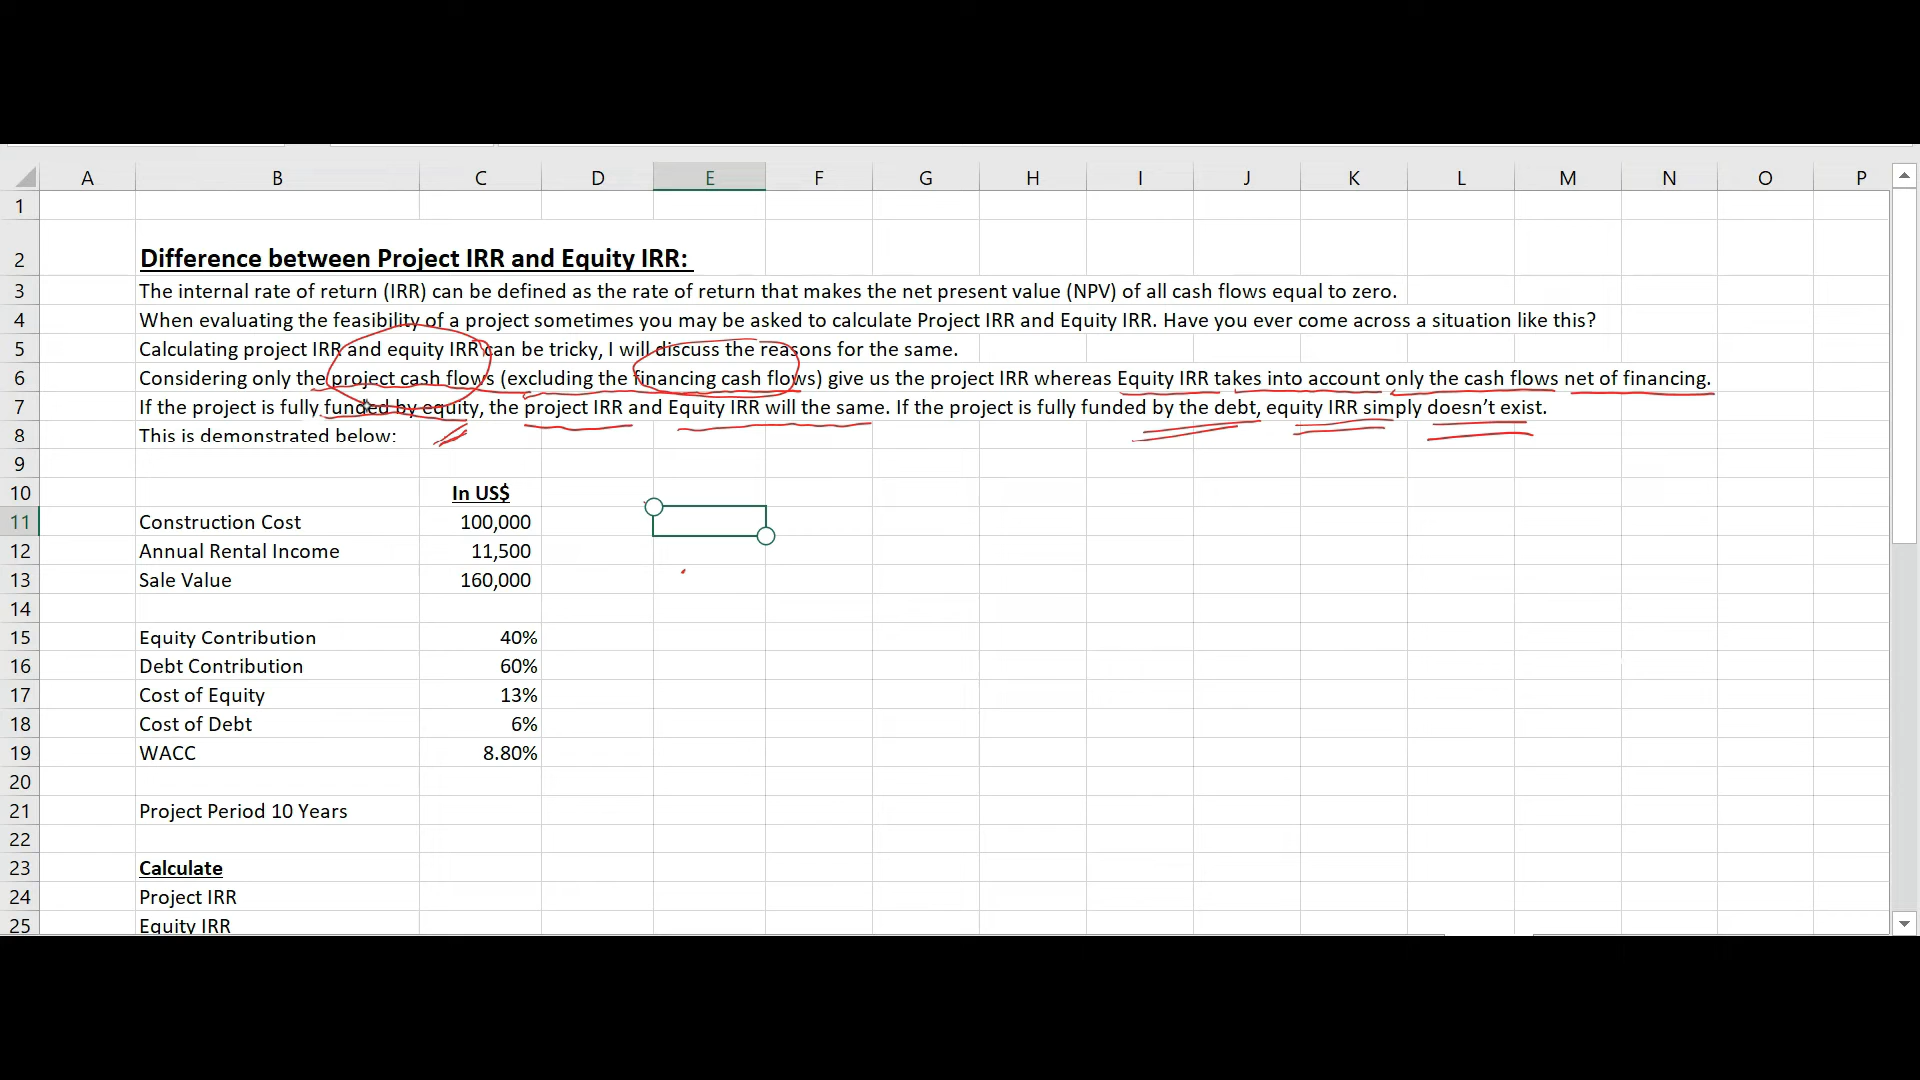 A B C D E F G H I J K L M N O P
1
2 Difference between Project IRR and Equity IRR:
3 The internal rate of return (IRR) can be defined as the rate of return that makes the net present value (NPV) of all cash flows equal to zero.
4 When evaluating the feasibility of a project sometimes you may be asked to calculate Project IRR and Equity IRR. Have you ever come across a situation like this?
5 Calculating project IRR and equity IRR can be tricky, I will discuss the reasons for the same.
6 Considering only the project cash flows (excluding the financing cash flows) give us the project IRR whereas Equity IRR takes into account only the cash flows net of financing.
7 If the project is fully funded by equity, the project IRR and Equity IRR will the same. If the project is fully funded by the debt, equity IRR simply doesn't exist.
8 This is demonstrated below:
9
10 In US$
11 Construction Cost 100,000
12 Annual Rental Income 11,500
13 Sale Value 160,000
14
15 Equity Contribution 40%
16 Debt Contribution 60%
17 Cost of Equity 13%
18 Cost of Debt 6%
19 WACC 8.80%
20
21 Project Period 10 Years
22
23 Calculate
24 Project IRR
25 Equity IRR